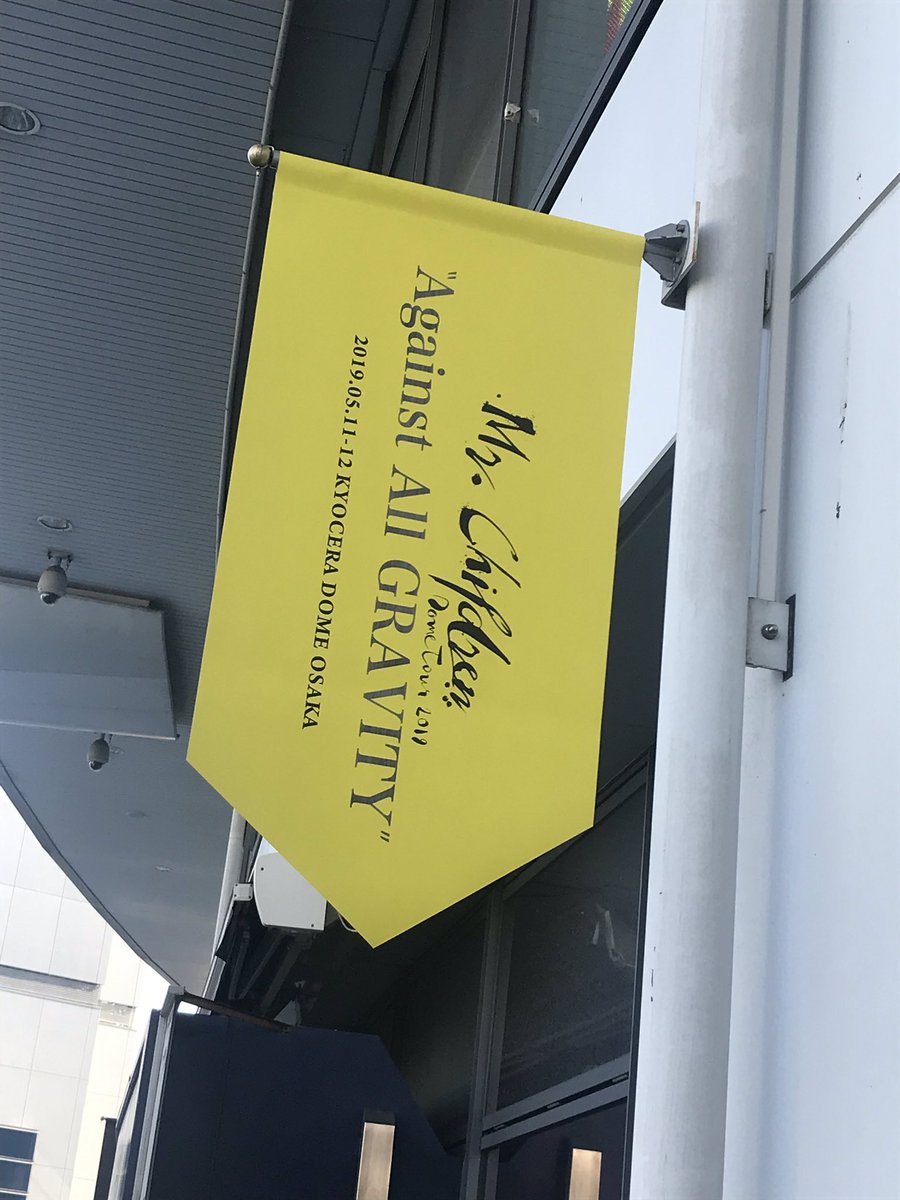 Mr. Children
Dome Tour 2019
"Against All GRAVITY"
2019.05.11-12 KYOCERA DOME OSAKA